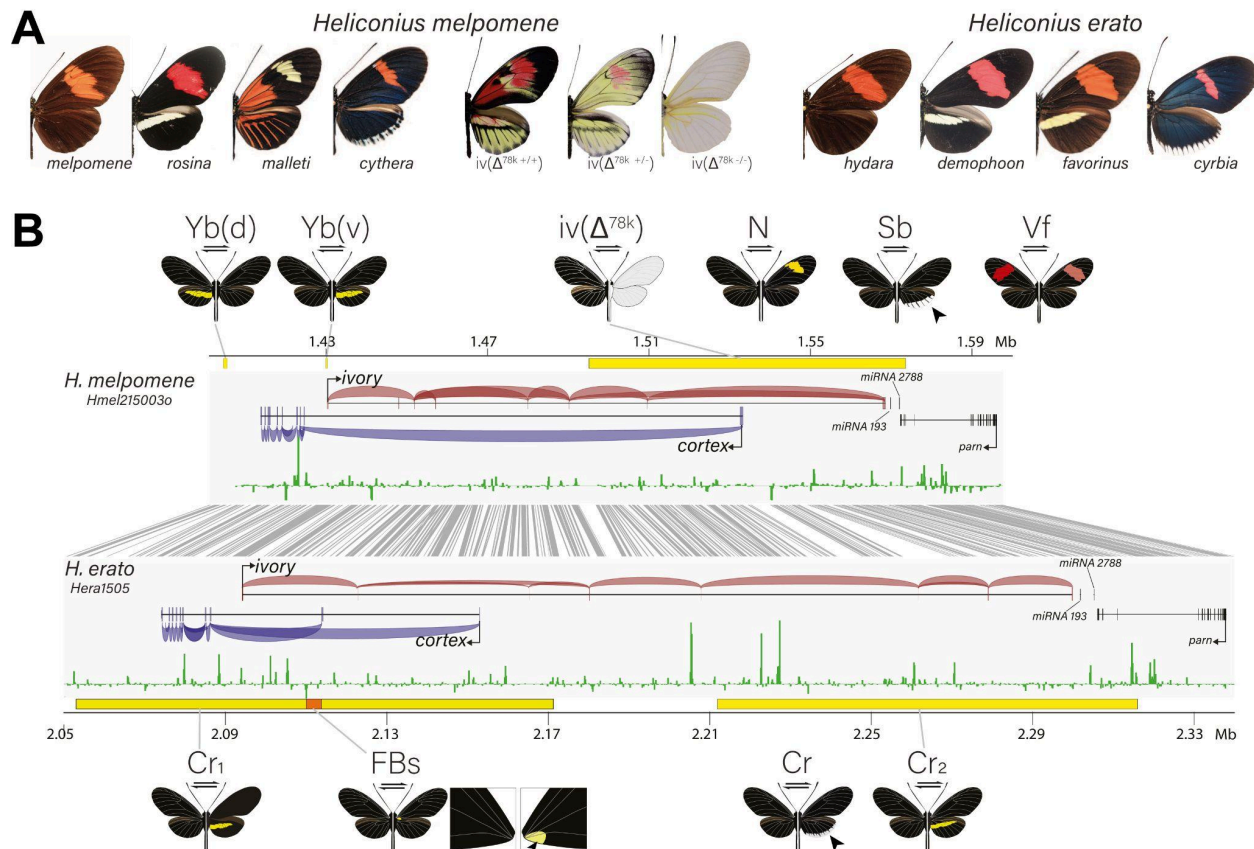 A
Heliconius melpomene
Heliconius erato
melpomene
rosina
malleti
cythera
iv(Δ78k +/+)
iv(Δ78k +/-)
iv(Δ78k -/-)
hydara
demophoon
favorinus
cyrbia
B
Yb(d)
Yb(v)
iv(Δ78k)
N
Sb
Vf
1.43
1.47
1.51
1.55
1.59
Mb
H. melpomene
Hmel215003o
ivory
miRNA 2788
miRNA 193
cortex
parn
H. erato
Hera1505
ivory
miRNA 2788
miRNA 193
cortex
parn
2.05
2.09
2.13
2.17
2.21
2.25
2.29
2.33
Mb
Cr1
FBs
Cr
Cr2